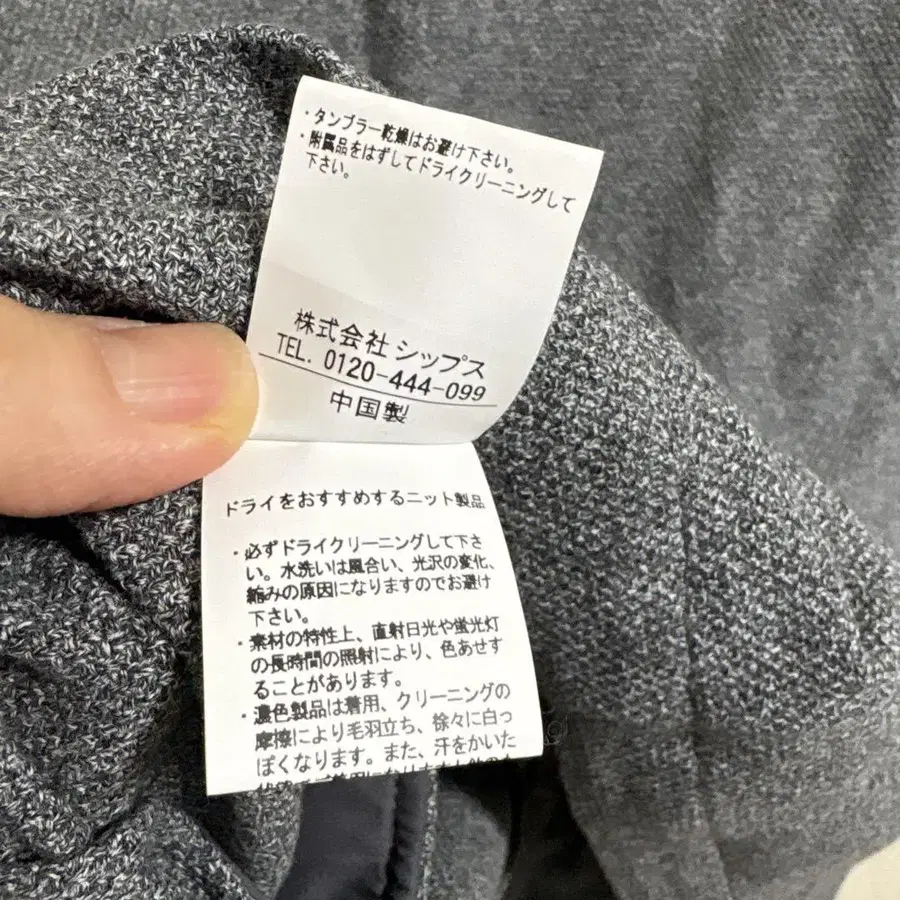 ・タンブラー乾燥はお避け下さい。
・附属品をはずしてドライクリーニングして
下さい。
株式会社 シップス
TEL. 0120-444-099
中国製
ドライをおすすめするニット製品
・必ずドライクリーニングして下さ
い。水洗いは風合い、光沢の変化、
縮みの原因になりますのでお避け
下さい。
・素材の特性上、直射日光や蛍光灯
の長時間の照射により、色あせす
ることがあります。
・濃色製品は着用、クリーニングの
摩擦により毛羽立ち、徐々に白っ
ぽくなります。また、汗をかいた